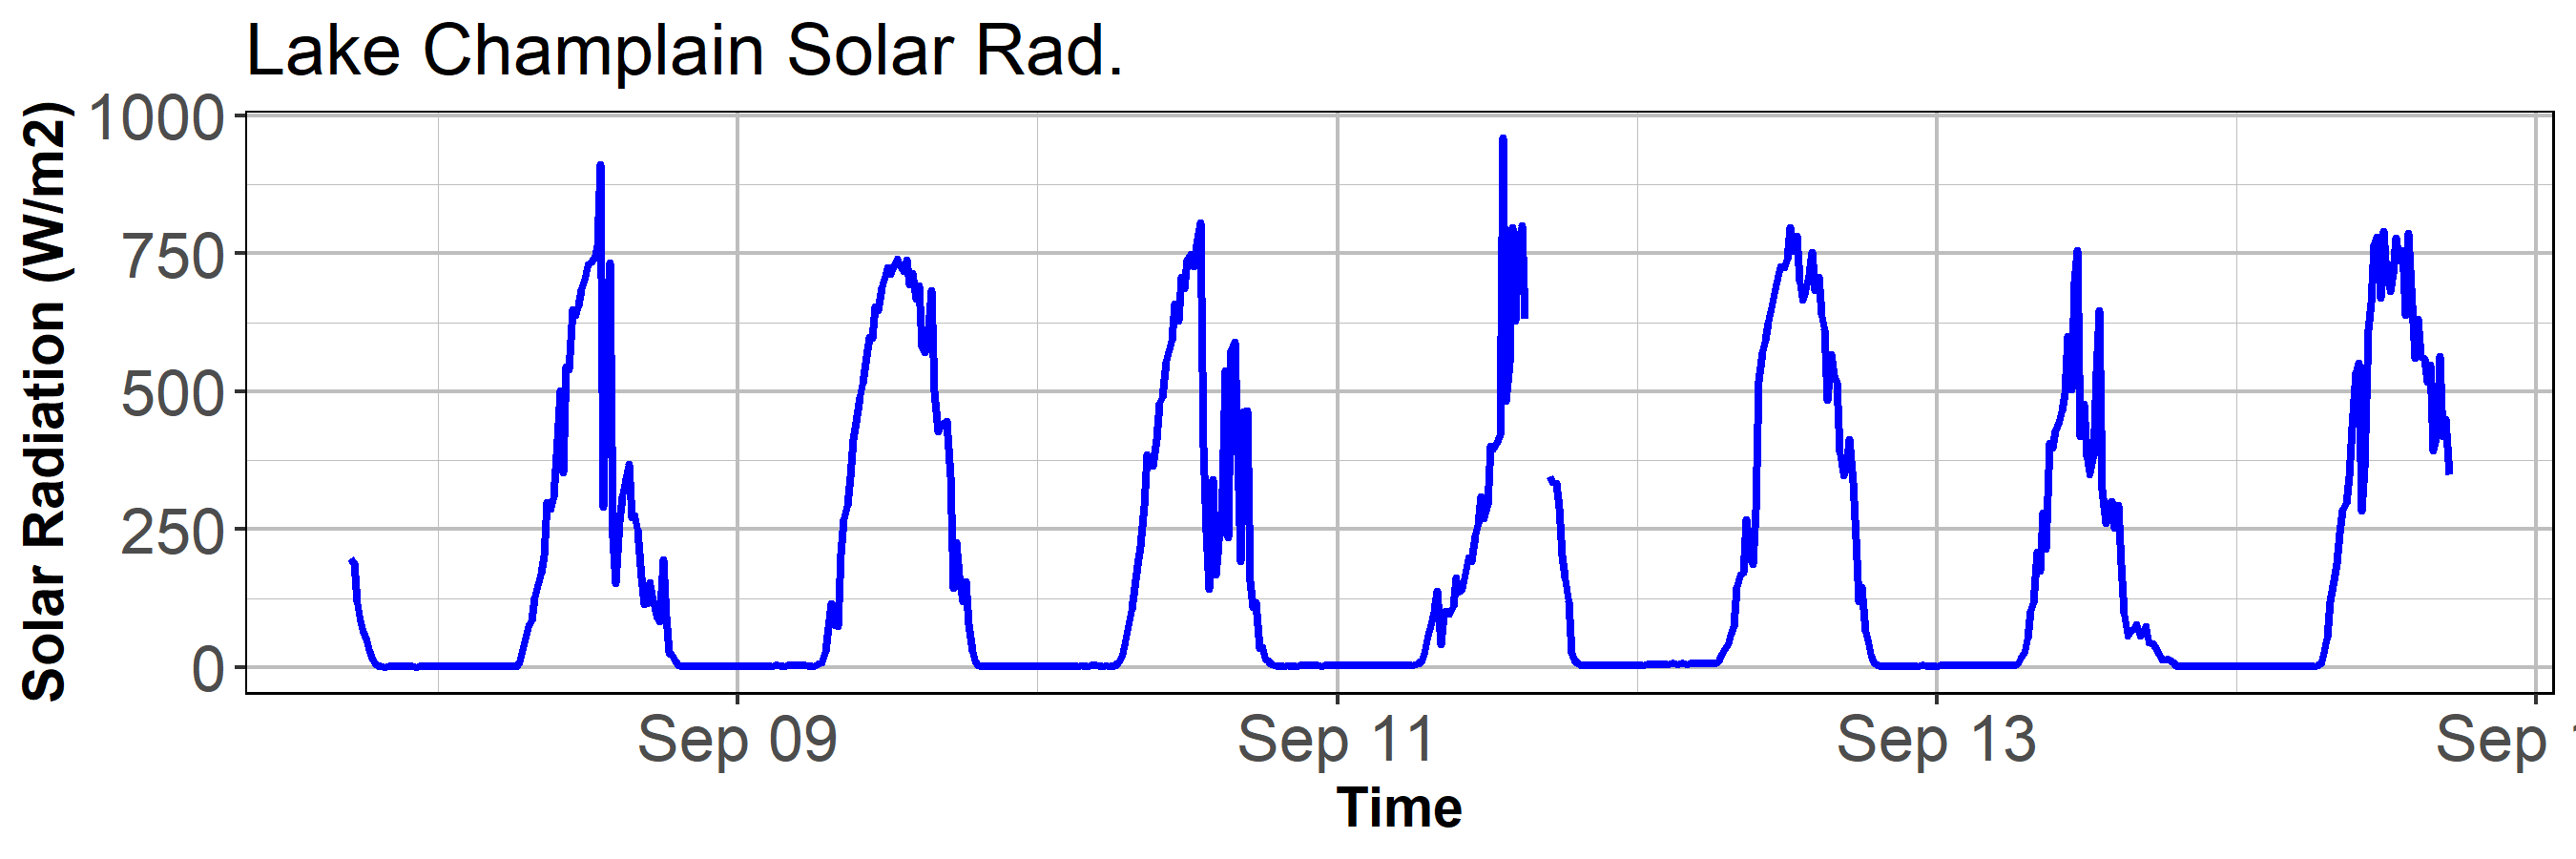 Lake Champlain Solar Rad.
Solar Radiation (W/m2)
1000
750
500
250
0
Sep 09 Sep 11 Sep 13 Sep
Time